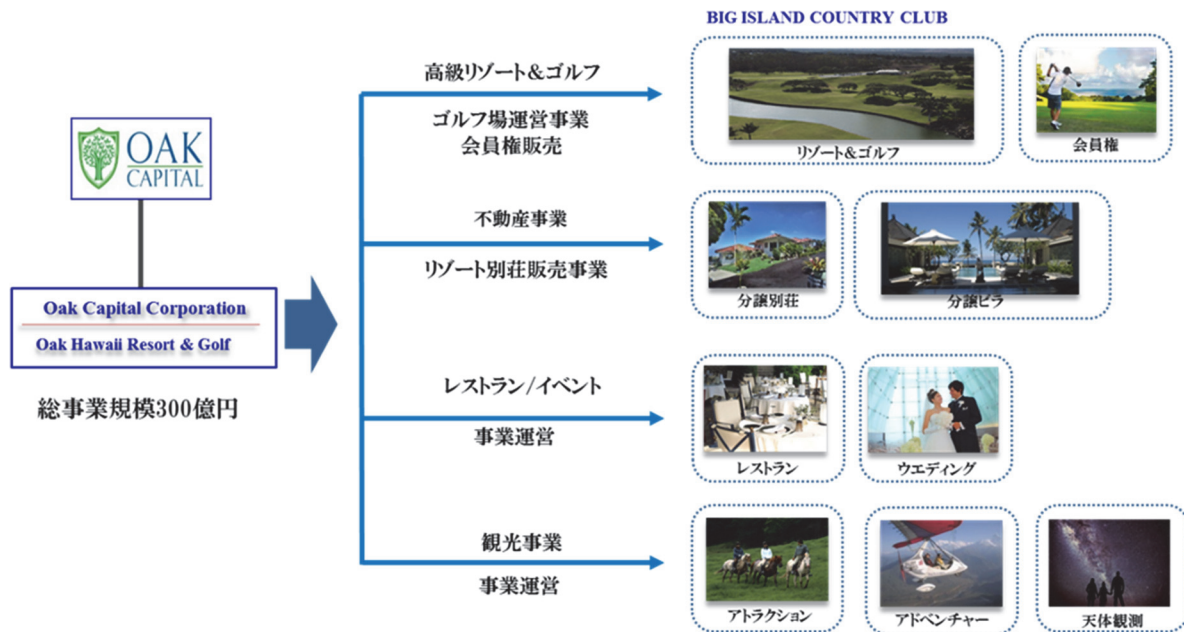 BIG ISLAND COUNTRY CLUB
OAK
CAPITAL
Oak Capital Corporation
Oak Hawaii Resort & Golf
総事業規模300億円
高級リゾート&ゴルフ
ゴルフ場運営事業
会員権販売
リゾート&ゴルフ
会員権
不動産事業
リゾート別荘販売事業
分譲別荘
分譲ビラ
レストラン/イベント
事業運営
レストラン
ウエディング
観光事業
事業運営
アトラクション
アドベンチャー
天体観測